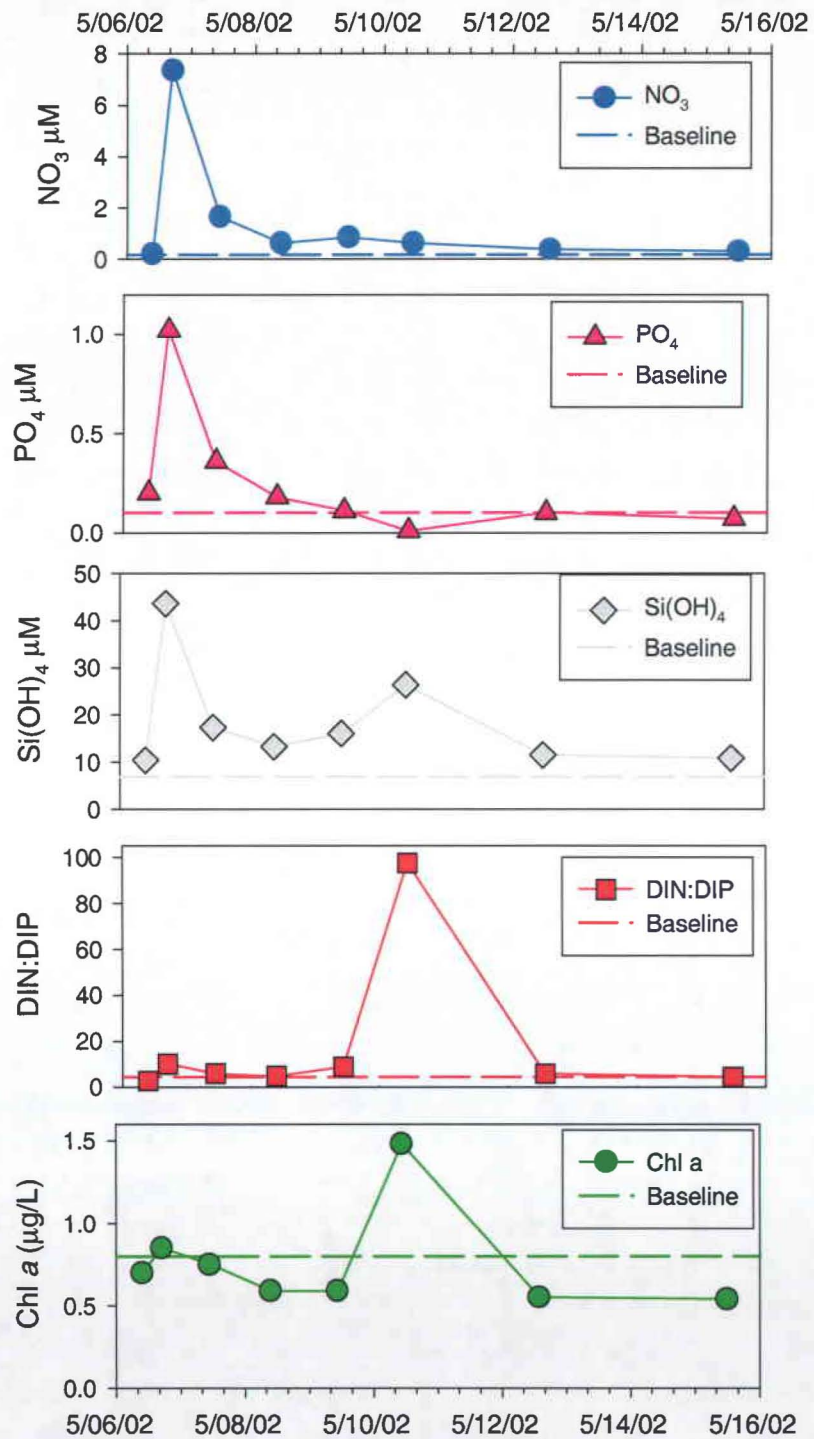 5/06/02 5/08/02 5/10/02 5/12/02 5/14/02 5/16/02
8
6
4
2
0
NO₃ µM
NO₃
Baseline
1.0
0.5
0.0
PO₄ µM
PO₄
Baseline
50
40
30
20
10
0
Si(OH)₄ µM
Si(OH)₄
Baseline
100
80
60
40
20
0
DIN:DIP
DIN:DIP
Baseline
1.5
1.0
0.5
0.0
Chl a (µg/L)
Chl a
Baseline
5/06/02 5/08/02 5/10/02 5/12/02 5/14/02 5/16/02